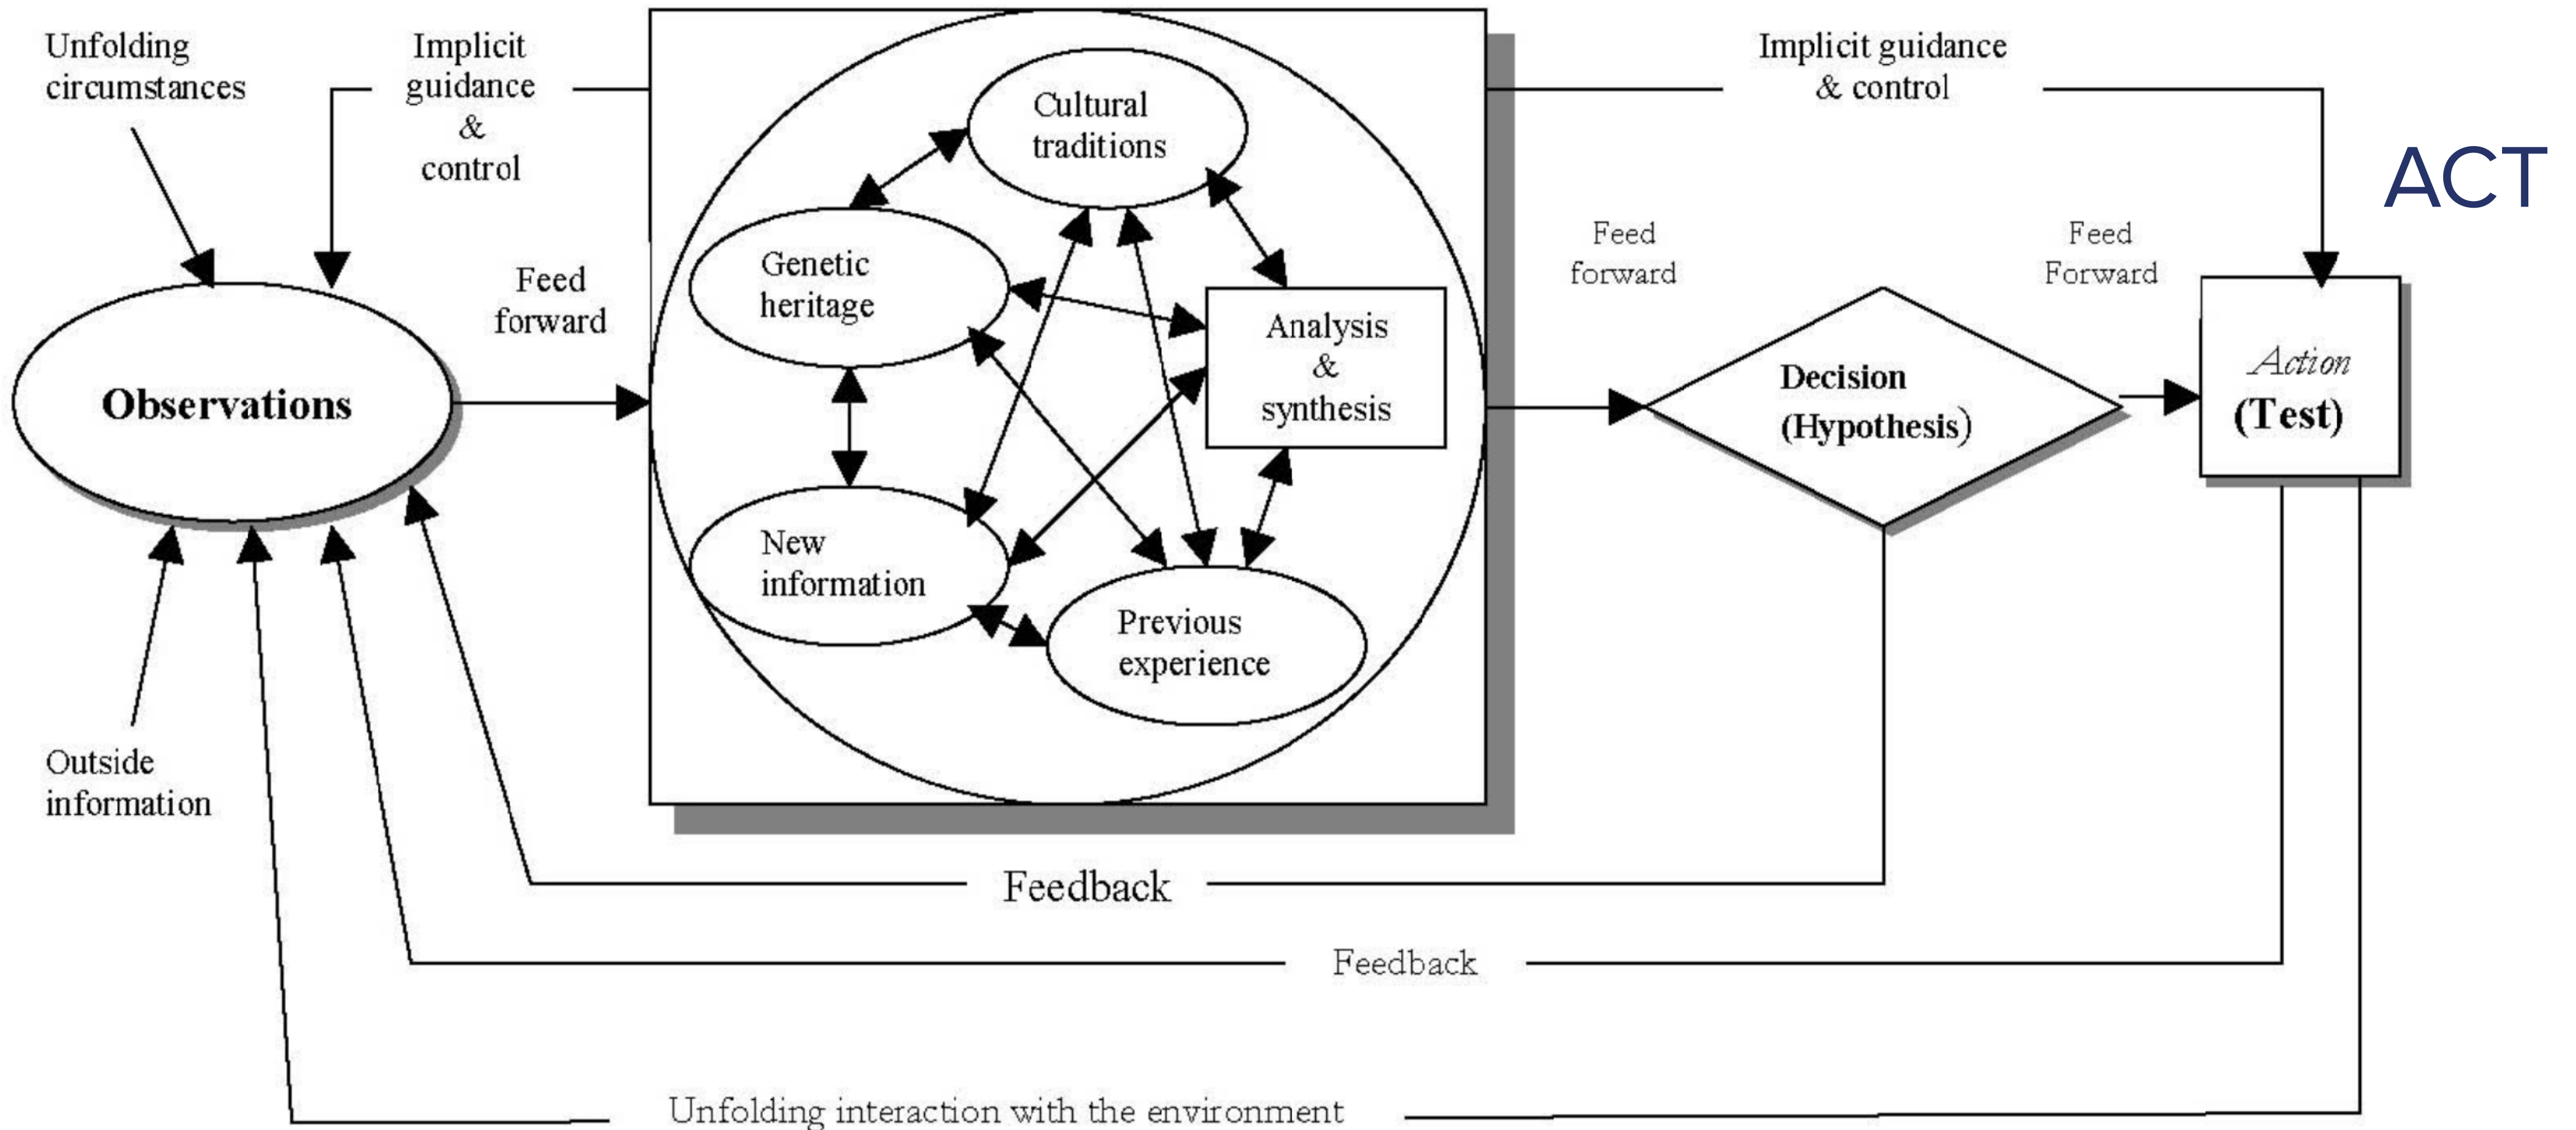 Unfolding
circumstances
Implicit
guidance
&
control
Implicit guidance
& control
ACT
Cultural
traditions
Genetic
heritage
Feed
forward
Feed
forward
Feed
Forward
Analysis
&
synthesis
Observations
Decision
(Hypothesis)
Action
(Test)
New
information
Previous
experience
Outside
information
Feedback
Feedback
Unfolding interaction with the environment